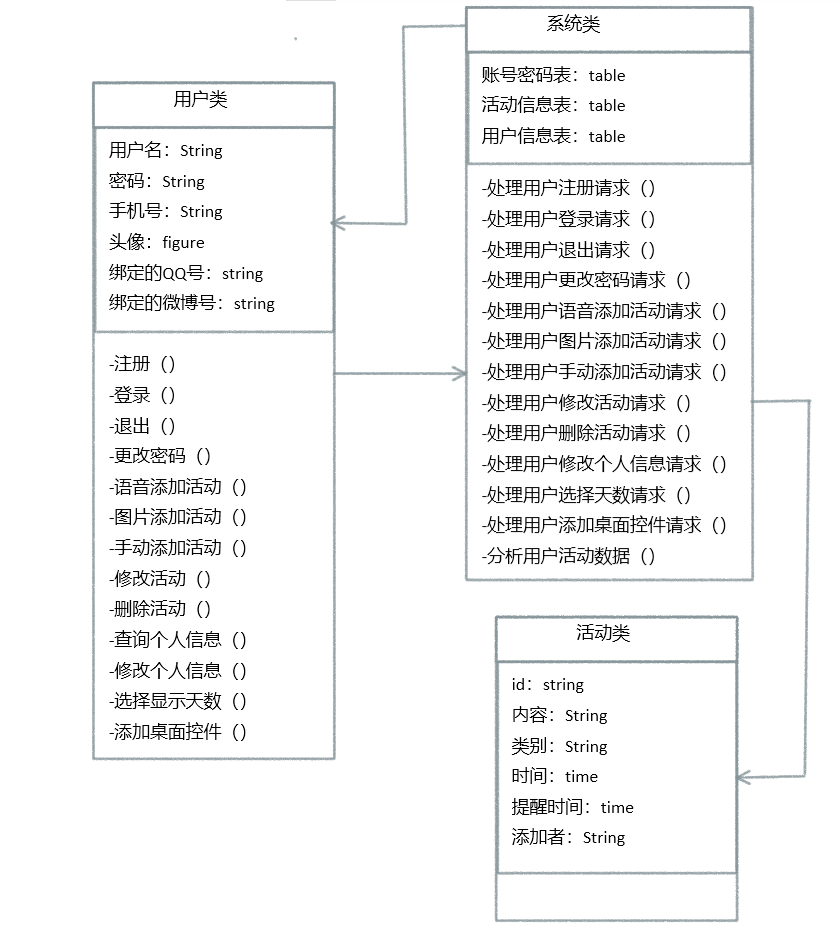 用户类
用户名：String
密码：String
手机号：String
头像：figure
绑定的QQ号：string
绑定的微博号：string
-注册（）
-登录（）
-退出（）
-更改密码（）
-语音添加活动（）
-图片添加活动（）
-手动添加活动（）
-修改活动（）
-删除活动（）
-查询个人信息（）
-修改个人信息（）
-选择显示天数（）
-添加桌面控件（）
系统类
账号密码表：table
活动信息表：table
用户信息表：table
-处理用户注册请求（）
-处理用户登录请求（）
-处理用户退出请求（）
-处理用户更改密码请求（）
-处理用户语音添加活动请求（）
-处理用户图片添加活动请求（）
-处理用户手动添加活动请求（）
-处理用户修改活动请求（）
-处理用户删除活动请求（）
-处理用户修改个人信息请求（）
-处理用户选择天数请求（）
-处理用户添加桌面控件请求（）
-分析用户活动数据（）
活动类
id：string
内容：String
类别：String
时间：time
提醒时间：time
添加者：String